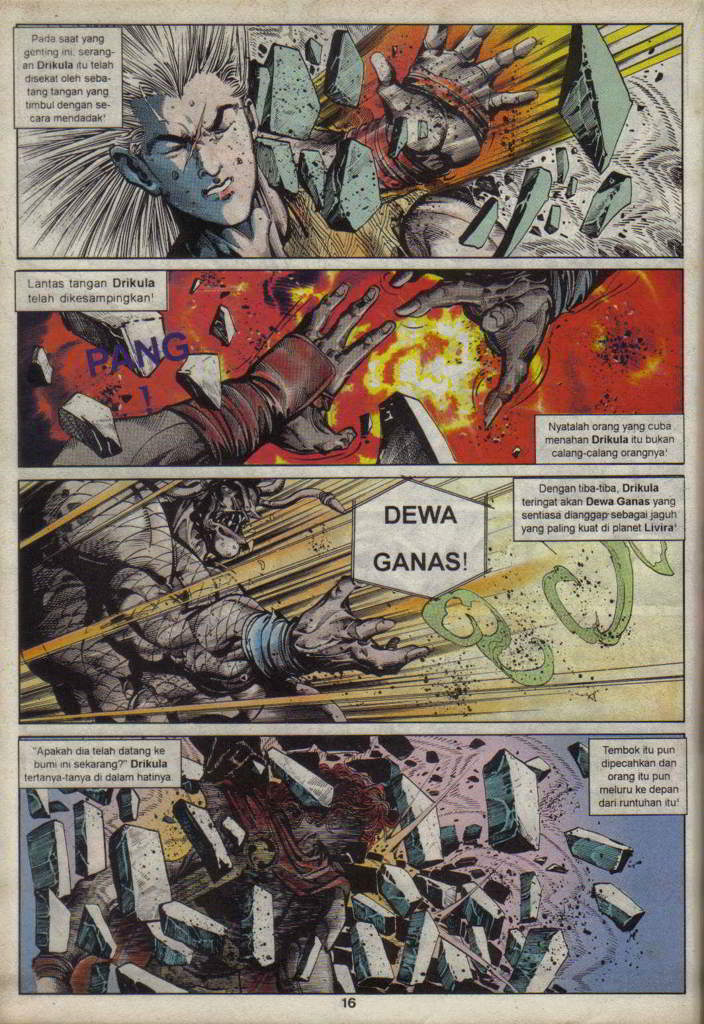 Pada saat yang
genting ini, serang-
an Drikula itu telah
disekat oleh seba-
tang tangan yang
timbul dengan se-
cara mendadak!
Lantas tangan Drikula
telah dikesampingkan!
PANG
!
Nyatalah orang yang cuba
menahan Drikula itu bukan
calang-calang orangnya!
Dengan tiba-tiba, Drikula
teringat akan Dewa Ganas yang
sentiasa dianggap sebagai jaguh
yang paling kuat di planet Livira!
DEWA
GANAS!
"Apakah dia telah datang ke
bumi ini sekarang?" Drikula
tertanya-tanya di dalam hatinya.
Tembok itu pun
dipecahkan dan
orang itu pun
meluru ke depan
dari runtuhan itu!
16